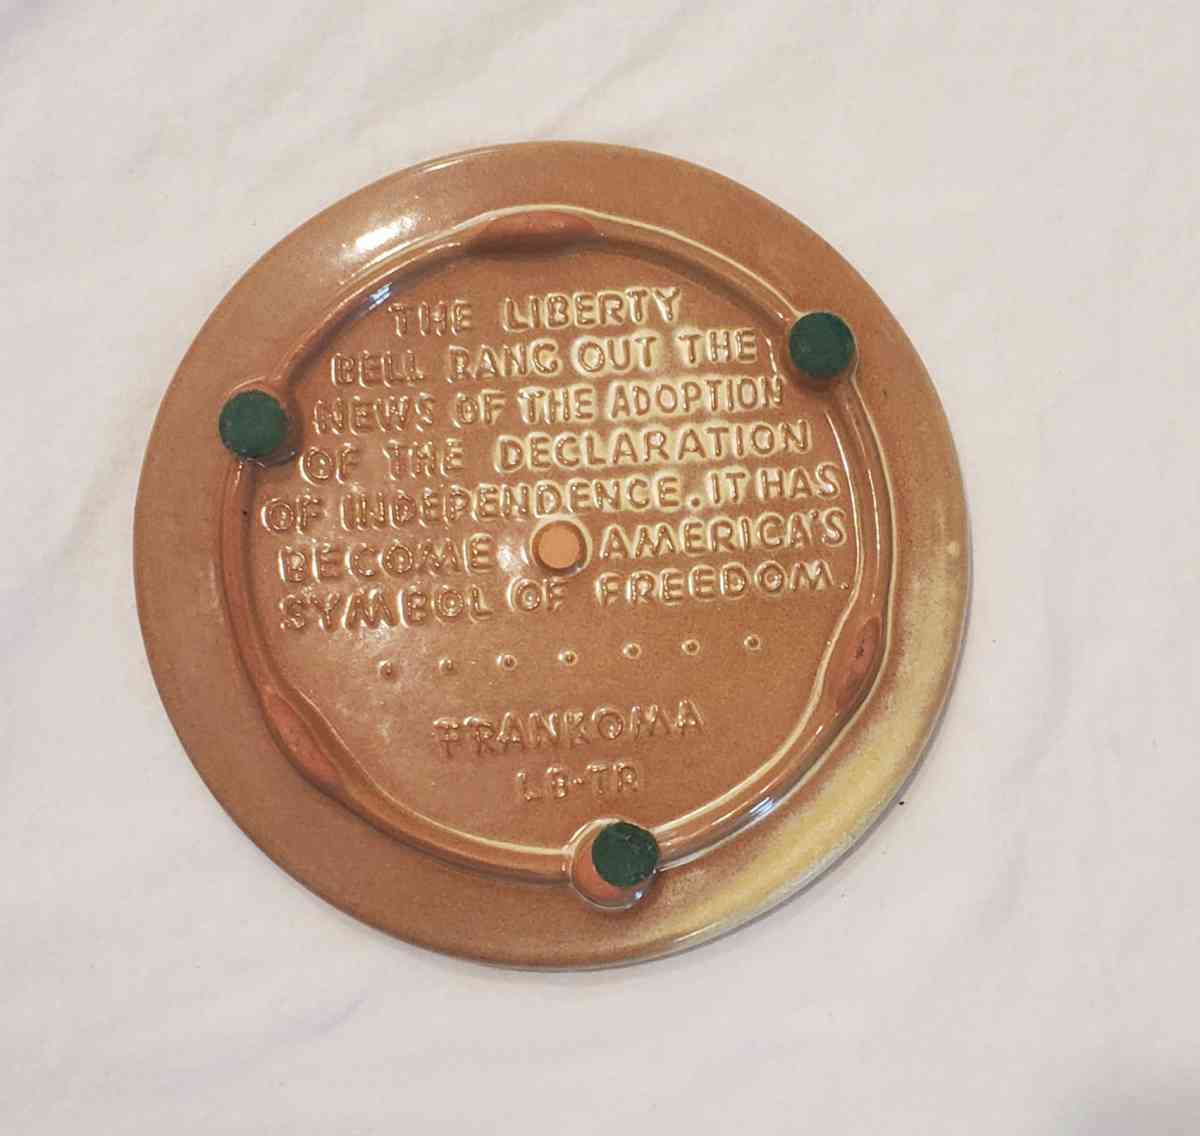 THE LIBERTY
BELL RANG OUT THE
NEWS OF THE ADOPTION
OF THE DECLARATION
OF INDEPENDENCE. IT HAS
BECOME AMERICA'S
SYMBOL OF FREEDOM.
. . . . . . .
FRANKOMA
LB-TR